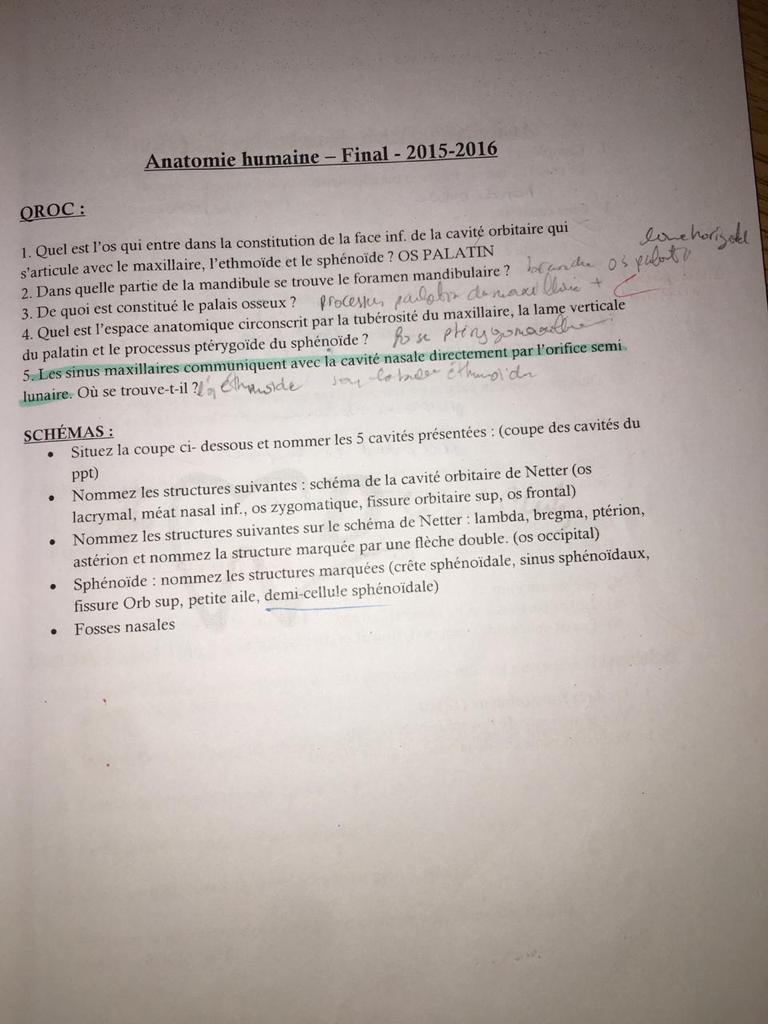 Anatomie humaine – Final - 2015-2016
QROC :
1. Quel est l'os qui entre dans la constitution de la face inf. de la cavité orbitaire qui
s'articule avec le maxillaire, l'ethmoïde et le sphénoïde ? OS PALATIN
2. Dans quelle partie de la mandibule se trouve le foramen mandibulaire ? branche
os palatin
3. De quoi est constitué le palais osseux ? processus palatin du maxillaire +
4. Quel est l'espace anatomique circonscrit par la tubérosité du maxillaire, la lame verticale
du palatin et le processus ptérygoïde du sphénoïde ? fosse ptérygomaxillaire
5. Les sinus maxillaires communiquent avec la cavité nasale directement par l'orifice semi
lunaire. Où se trouve-t-il ? Éthmoïde éthmoïde
SCHÉMAS :
• Situez la coupe ci- dessous et nommer les 5 cavités présentées : (coupe des cavités du
ppt)
• Nommez les structures suivantes : schéma de la cavité orbitaire de Netter (os
lacrymal, méat nasal inf., os zygomatique, fissure orbitaire sup, os frontal)
• Nommez les structures suivantes sur le schéma de Netter : lambda, bregma, ptérion,
astérion et nommez la structure marquée par une flèche double. (os occipital)
• Sphénoïde : nommez les structures marquées (crête sphénoïdale, sinus sphénoïdaux,
fissure Orb sup, petite aile, demi-cellule sphénoïdale)
• Fosses nasales